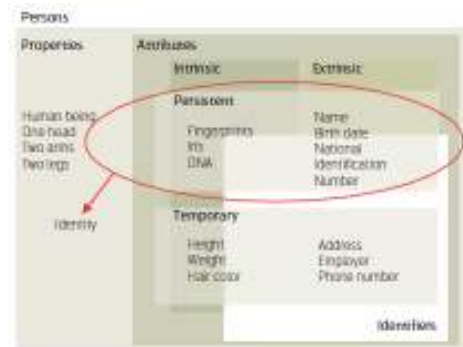 Persons
Properties
Attributes
Intrinsic
Extrinsic
Human being
One head
Two arms
Two legs
Persistent
Fingerprints
Iris
DNA
Name
Birth date
National
Identification
Number
Identity
Temporary
Height
Weight
Hair color
Address
Employer
Phone number
Identifiers